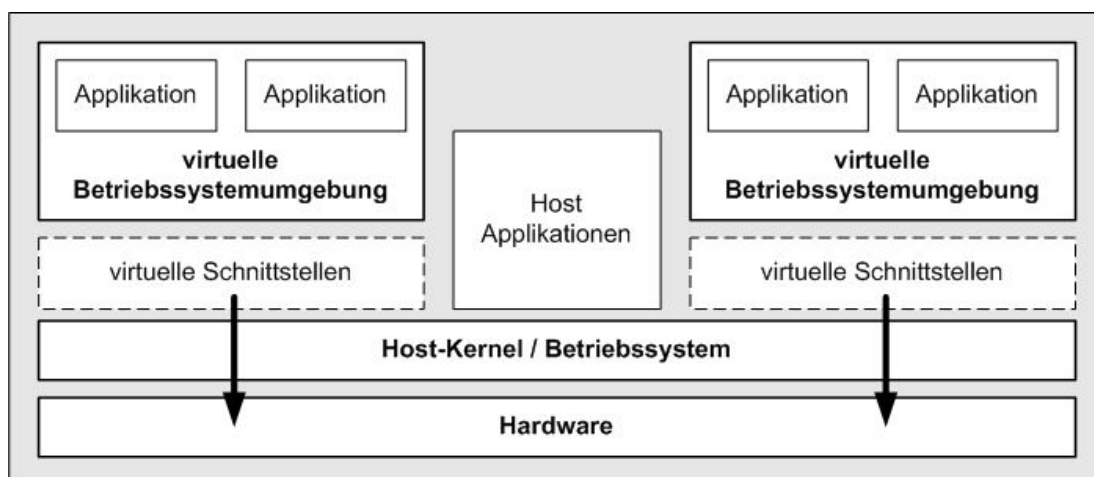 Applikation
Applikation
virtuelle
Betriebssystemumgebung
virtuelle Schnittstellen
Host
Applikationen
Applikation
Applikation
virtuelle
Betriebssystemumgebung
virtuelle Schnittstellen
Host-Kernel / Betriebssystem
Hardware